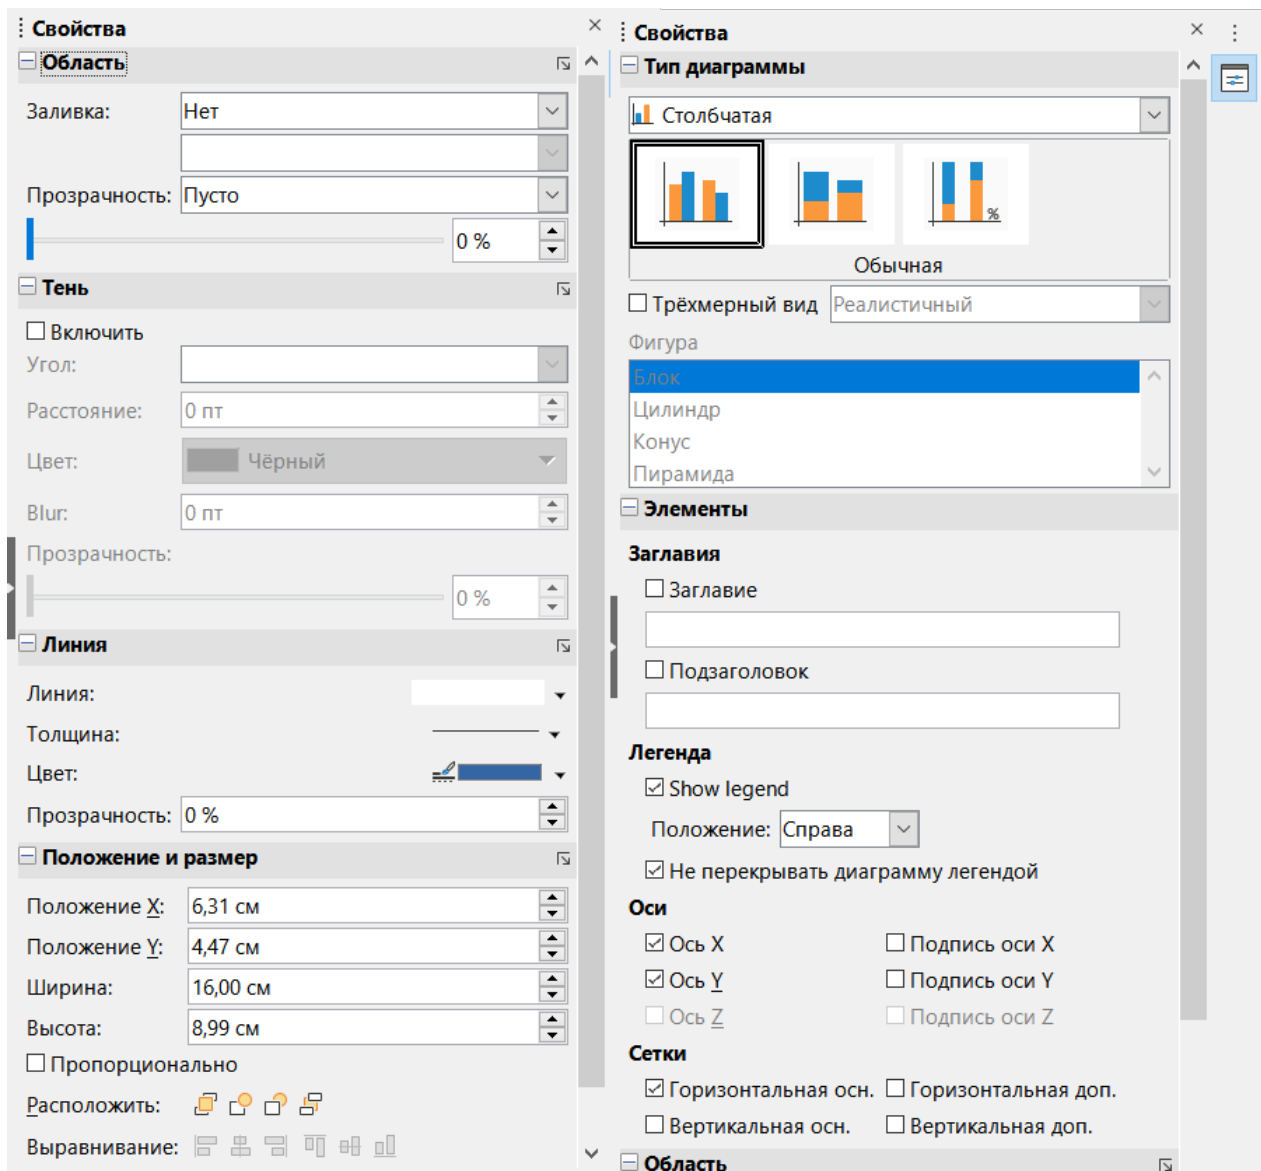 Свойства
Область
Заливка: Нет
Прозрачность: Пусто
0 %
Тень
Включить
Угол:
Расстояние: 0 пт
Цвет: Чёрный
Blur: 0 пт
Прозрачность:
0 %
Линия
Линия:
Толщина:
Цвет:
Прозрачность: 0 %
Положение и размер
Положение X: 6,31 см
Положение Y: 4,47 см
Ширина: 16,00 см
Высота: 8,99 см
Пропорционально
Расположить:
Выравнивание:
Свойства
Тип диаграммы
Столбчатая
%
Обычная
Трёхмерный вид Реалистичный
Фигура
Блок
Цилиндр
Конус
Пирамида
Элементы
Заглавия
Заглавие
Подзаголовок
Легенда
Show legend
Положение: Справа
Не перекрывать диаграмму легендой
Оси
Ось X Подпись оси X
Ось Y Подпись оси Y
Ось Z Подпись оси Z
Сетки
Горизонтальная осн. Горизонтальная доп.
Вертикальная осн. Вертикальная доп.
Область